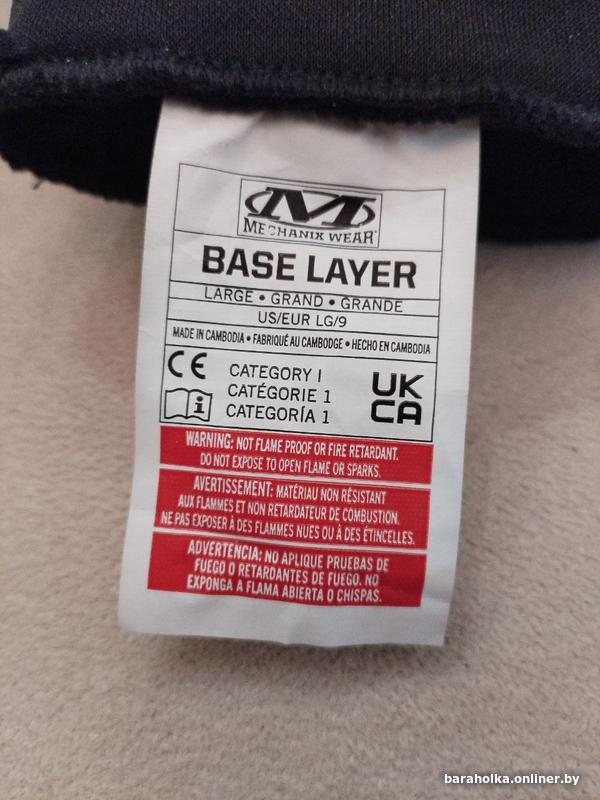 M
MECHANIX WEAR
BASE LAYER
LARGE • GRAND • GRANDE
US/EUR LG/9
MADE IN CAMBODIA • FABRIQUÉ AU CAMBODGE • HECHO EN CAMBODIA
CE
CATEGORY I
CATÉGORIE 1
CATEGORÍA 1
i
UK
CA
WARNING: NOT FLAME PROOF OR FIRE RETARDANT.
DO NOT EXPOSE TO OPEN FLAME OR SPARKS.
AVERTISSEMENT: MATÉRIAU NON RÉSISTANT
AUX FLAMMES ET NON RETARDATEUR DE COMBUSTION.
NE PAS EXPOSER À DES FLAMMES NUES OU À DES ÉTINCELLES.
ADVERTENCIA: NO APLIQUE PRUEBAS DE
FUEGO O RETARDANTES DE FUEGO. NO
EXPONGA A FLAMA ABIERTA O CHISPAS.
baraholka.onliner.by